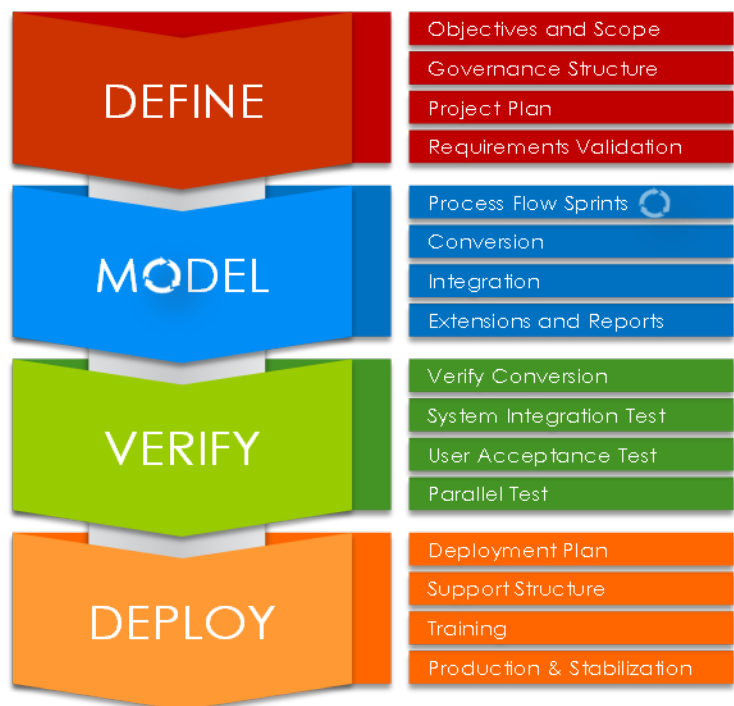 DEFINE
Objectives and Scope
Governance Structure
Project Plan
Requirements Validation
MODEL
Process Flow Sprints
Conversion
Integration
Extensions and Reports
VERIFY
Verify Conversion
System Integration Test
User Acceptance Test
Parallel Test
DEPLOY
Deployment Plan
Support Structure
Training
Production & Stabilization